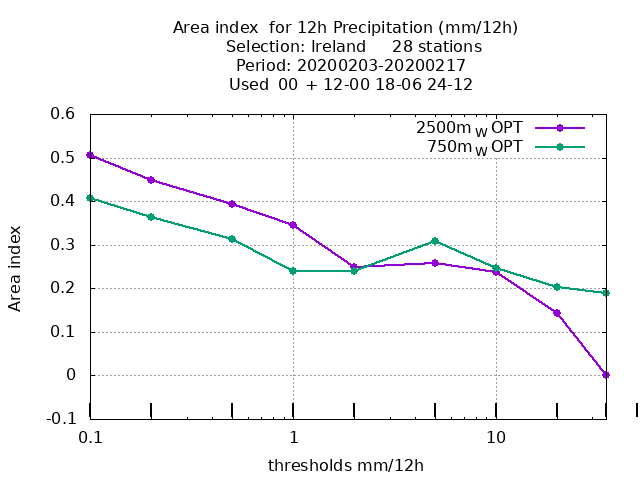 Area index  for 12h Precipitation (mm/12h)
Selection: Ireland     28 stations
Period: 20200203-20200217
Used  00  + 12-00 18-06 24-12
2500m W OPT
750m W OPT
0.6
0.5
0.4
0.3
0.2
0.1
0
-0.1
Area index
0.1 1 10
thresholds mm/12h